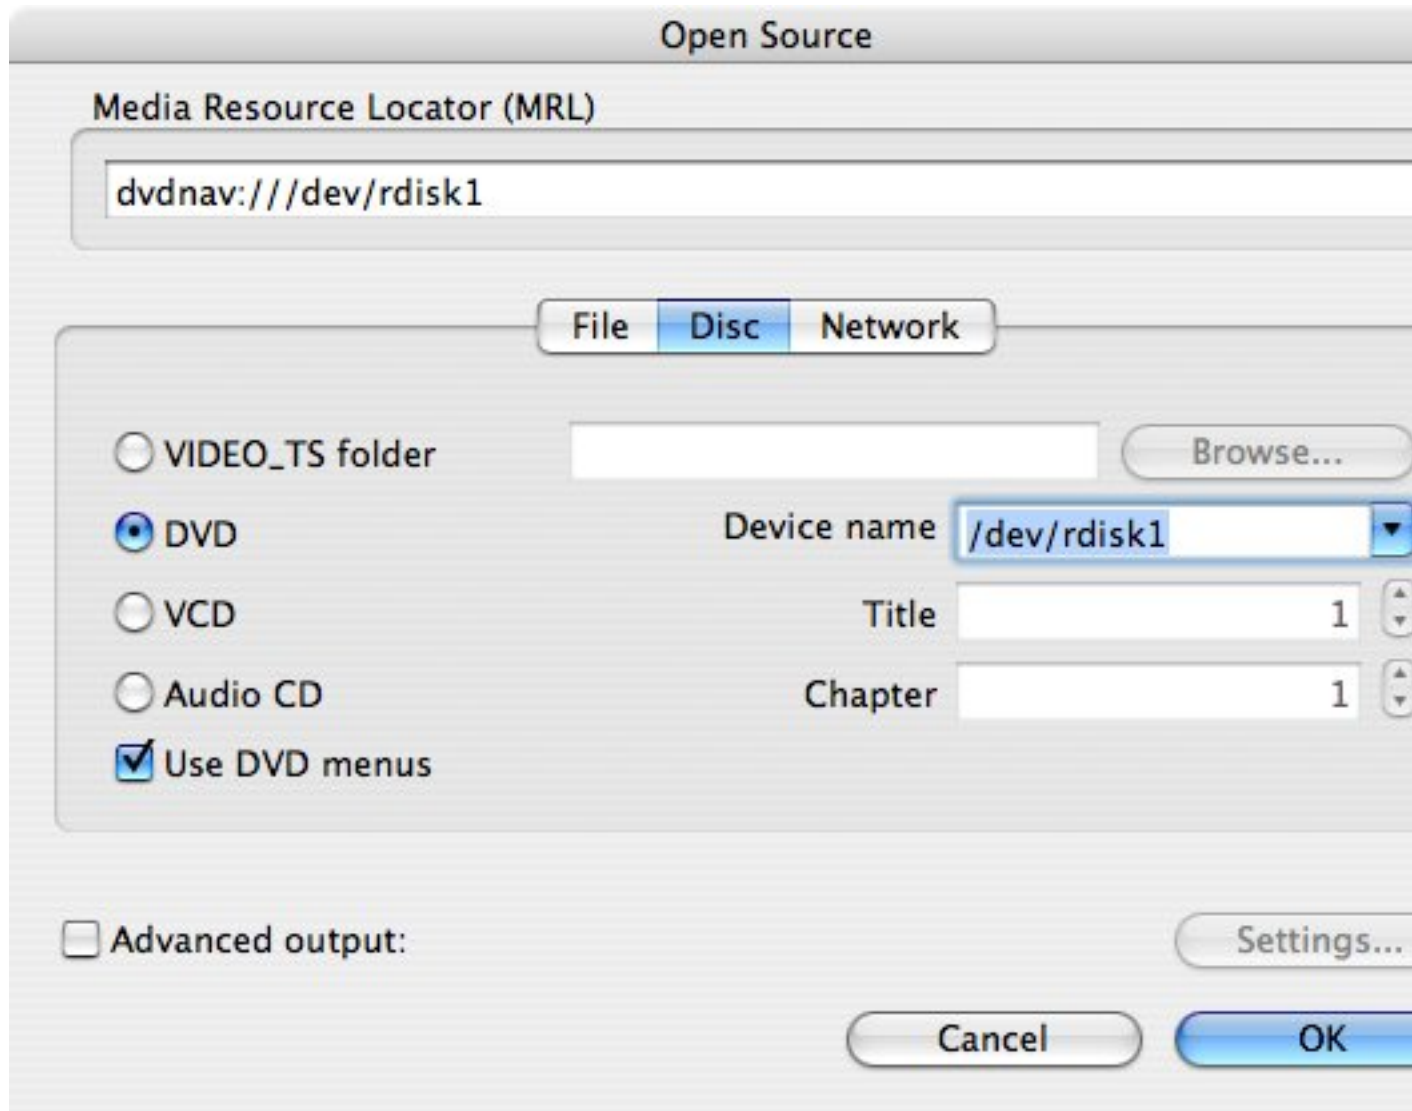 Open Source
Media Resource Locator (MRL)
dvdnav:///dev/rdisk1
File Disc Network
VIDEO_TS folder Browse...
DVD Device name /dev/rdisk1
VCD Title 1
Audio CD Chapter 1
Use DVD menus
Advanced output: Settings...
Cancel OK